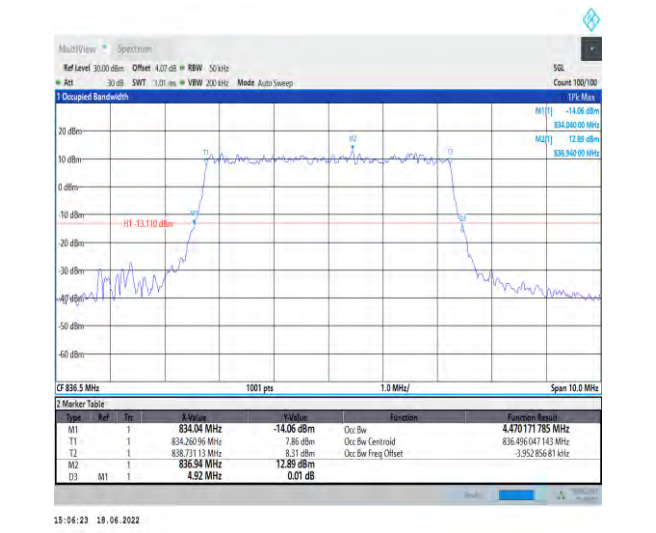 MultiView Spectrum
Ref Level 30.00 dBm Offset 4.07 dB RBW 50 kHz SGL
Att 30 dB SWT 1.01 ms VBW 200 kHz Mode Auto Sweep Count 100/100
1 Occupied Bandwidth 1Pk Max
M1[1] -14.06 dBm
834.040 00 MHz
M2[1] 12.89 dBm
836.940 00 MHz
20 dBm
M2
T1 T2
10 dBm
0 dBm
-10 dBm
M1
H1 -13.110 dBm
D3
-20 dBm
-30 dBm
-40 dBm
-50 dBm
-60 dBm
CF 836.5 MHz 1001 pts 1.0 MHz/ Span 10.0 MHz
2 Marker Table
Type Ref Trc X-Value Y-Value Function Function Result
M1 1 834.04 MHz -14.06 dBm Occ Bw 4.470 171 785 MHz
T1 1 834.260 96 MHz 7.86 dBm Occ Bw Centroid 836.496 047 143 MHz
T2 1 838.731 13 MHz 8.31 dBm Occ Bw Freq Offset -3.952 856 81 kHz
M2 1 836.94 MHz 12.89 dBm
D3 M1 1 4.92 MHz 0.01 dB
15:06:23 18.06.2022